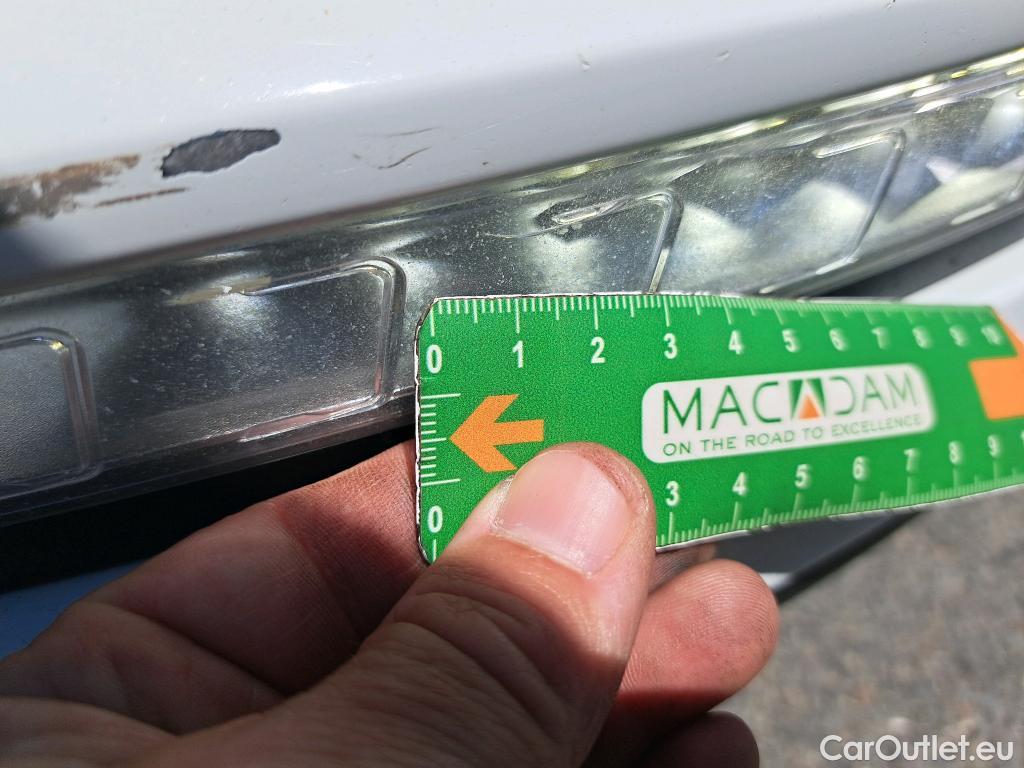 0 1 2 3 4 5 6 7 8 9 10
MACADAM
ON THE ROAD TO EXCELLENCE
0 3 4 5 6 7 8 9
CarOutlet.eu